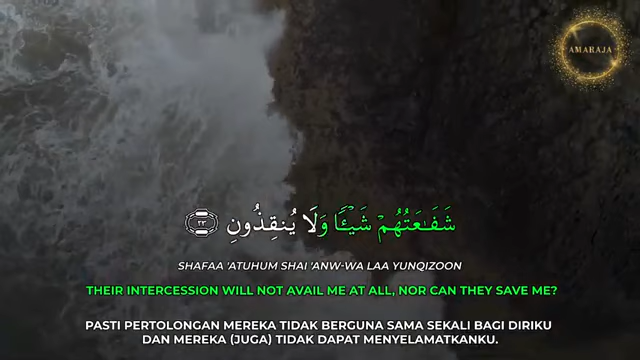 AMARAJA
شَفَـٰعَتُهُمْ شَيْـًٔا وَلَا يُنقِذُونِ ٢٣
SHAFAA 'ATUHUM SHAI 'ANW-WA LAA YUNQIZOON
THEIR INTERCESSION WILL NOT AVAIL ME AT ALL, NOR CAN THEY SAVE ME?
PASTI PERTOLONGAN MEREKA TIDAK BERGUNA SAMA SEKALI BAGI DIRIKU
DAN MEREKA (JUGA) TIDAK DAPAT MENYELAMATKANKU.